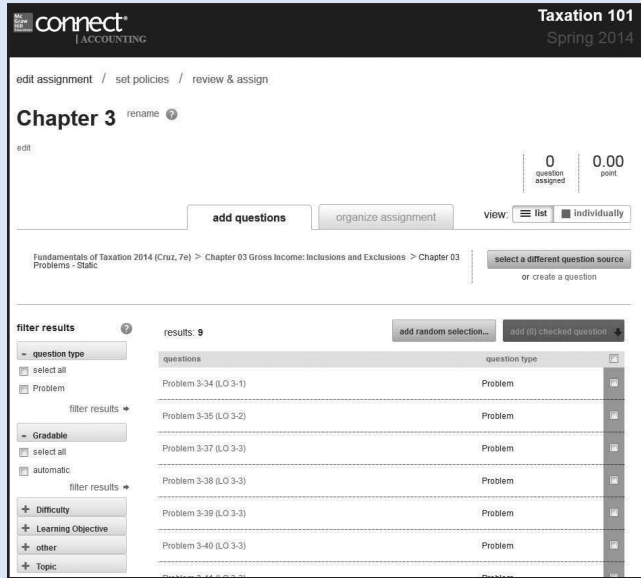 Mc Graw Hill Education connect®
| ACCOUNTING
Taxation 101
Spring 2014
edit assignment / set policies / review & assign
Chapter 3 rename ?
edit
0 question assigned
0.00 point
add questions
organize assignment
view: list individually
Fundamentals of Taxation 2014 (Cruz, 7e) > Chapter 03 Gross Income: Inclusions and Exclusions > Chapter 03
Problems - Static
select a different question source
or create a question
filter results ?
results: 9
add random selection...
add (0) checked question
- question type
select all
Problem
filter results
- Gradable
select all
automatic
filter results
+ Difficulty
+ Learning Objective
+ other
+ Topic
questions question type
Problem 3-34 (LO 3-1) Problem
Problem 3-35 (LO 3-2) Problem
Problem 3-37 (LO 3-3) Problem
Problem 3-38 (LO 3-3) Problem
Problem 3-39 (LO 3-3) Problem
Problem 3-40 (LO 3-3) Problem